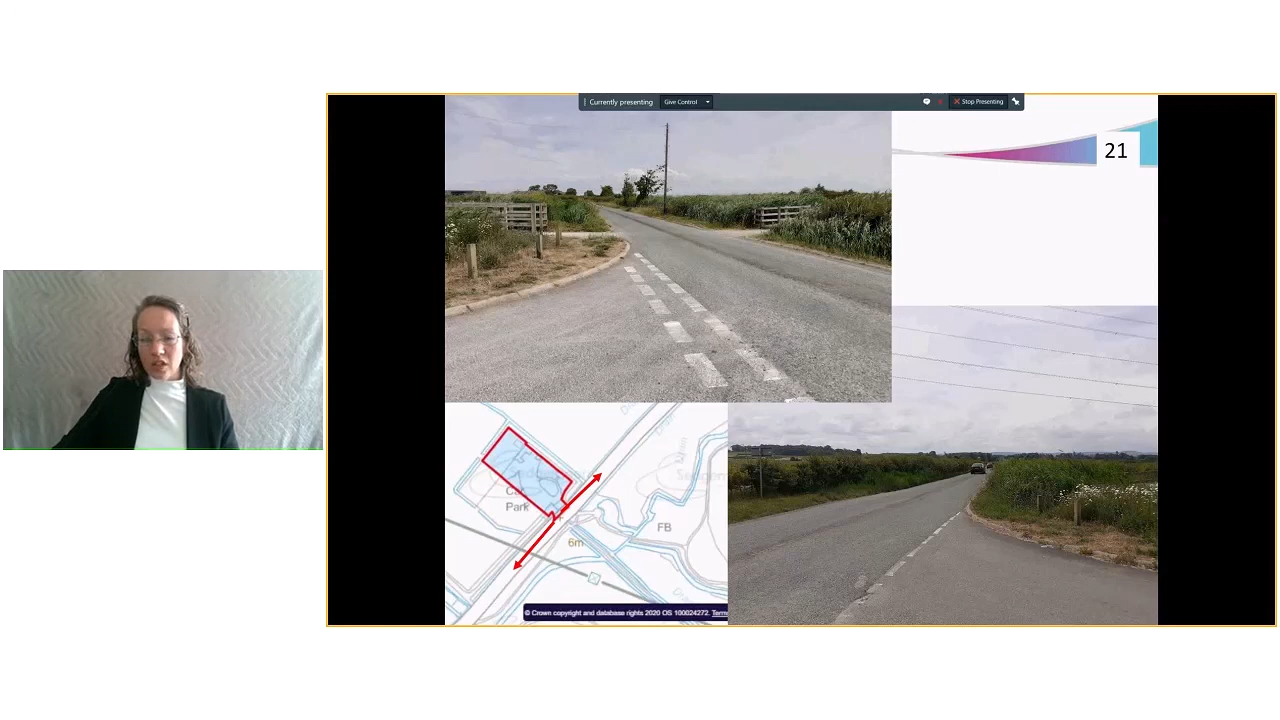 Currently presenting Give Control Stop Presenting
21
Car
Park
FB
6m
© Crown copyright and database rights 2020 OS 100024272. Terms